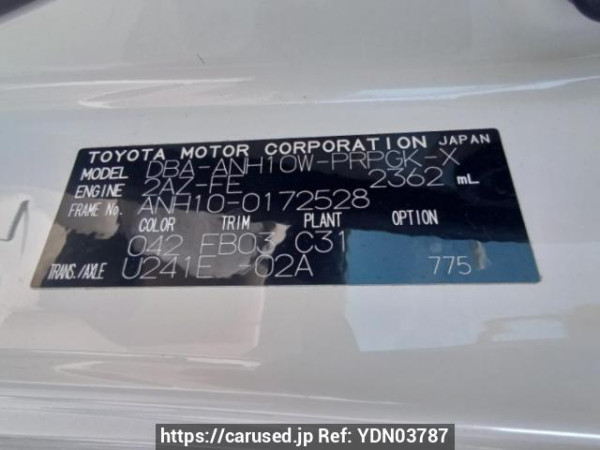 TOYOTA MOTOR CORPORATION JAPAN
MODEL DBA-ANH10W-PRPGK-X
ENGINE 2AZ-FE 2362 mL
FRAME No. ANH10-0172528
COLOR TRIM PLANT OPTION
042 FB03 C31
TRANS./AXLE U241E -02A 775
https://carused.jp Ref: YDN03787